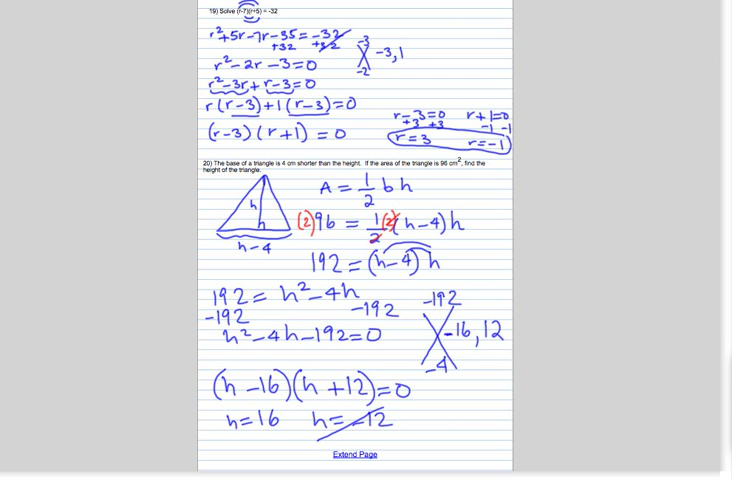 19) Solve (r-7)(r+5) = -32
r²+5r-7r-35=-32
+32 +32
r²-2r-3=0
-3
-3,1
-2
r²-3r+r-3=0
r(r-3)+1(r-3)=0
(r-3)(r+1)=0
r-3=0 r+1=0
+3 +3 -1 -1
r=3 r=-1
20) The base of a triangle is 4 cm shorter than the height. If the area of the triangle is 96 cm², find the
height of the triangle.
h
h-4
A = 1/2 bh
(2)96 = 1/2(2)(h-4)h
192=(h-4)h
192=h²-4h
-192 -192
h²-4h-192=0
-192
-16,12
-4
(h-16)(h+12)=0
h=16 h=-12
Extend Page